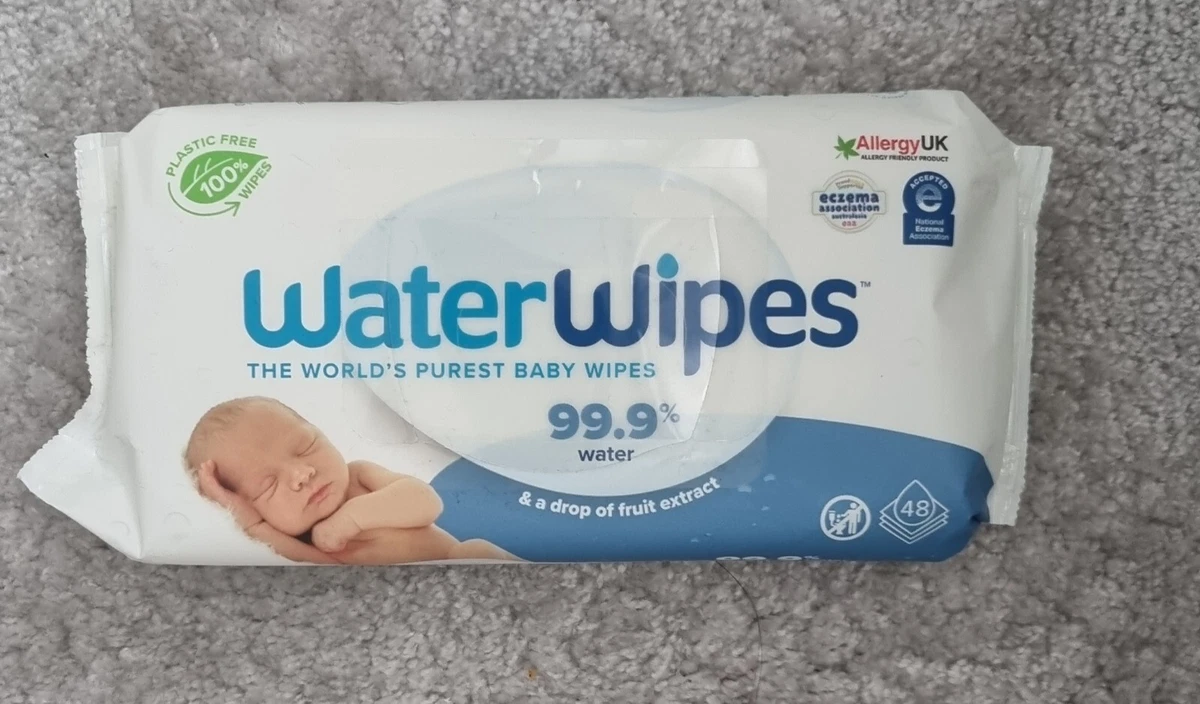 PLASTIC FREE
100%
WIPES
AllergyUK
ALLERGY FRIENDLY PRODUCT
eczema
association
australasia
ACCEPTED
e
National
Eczema
Association
WaterWipes™
THE WORLD'S PUREST BABY WIPES
99.9%
water
& a drop of fruit extract
48